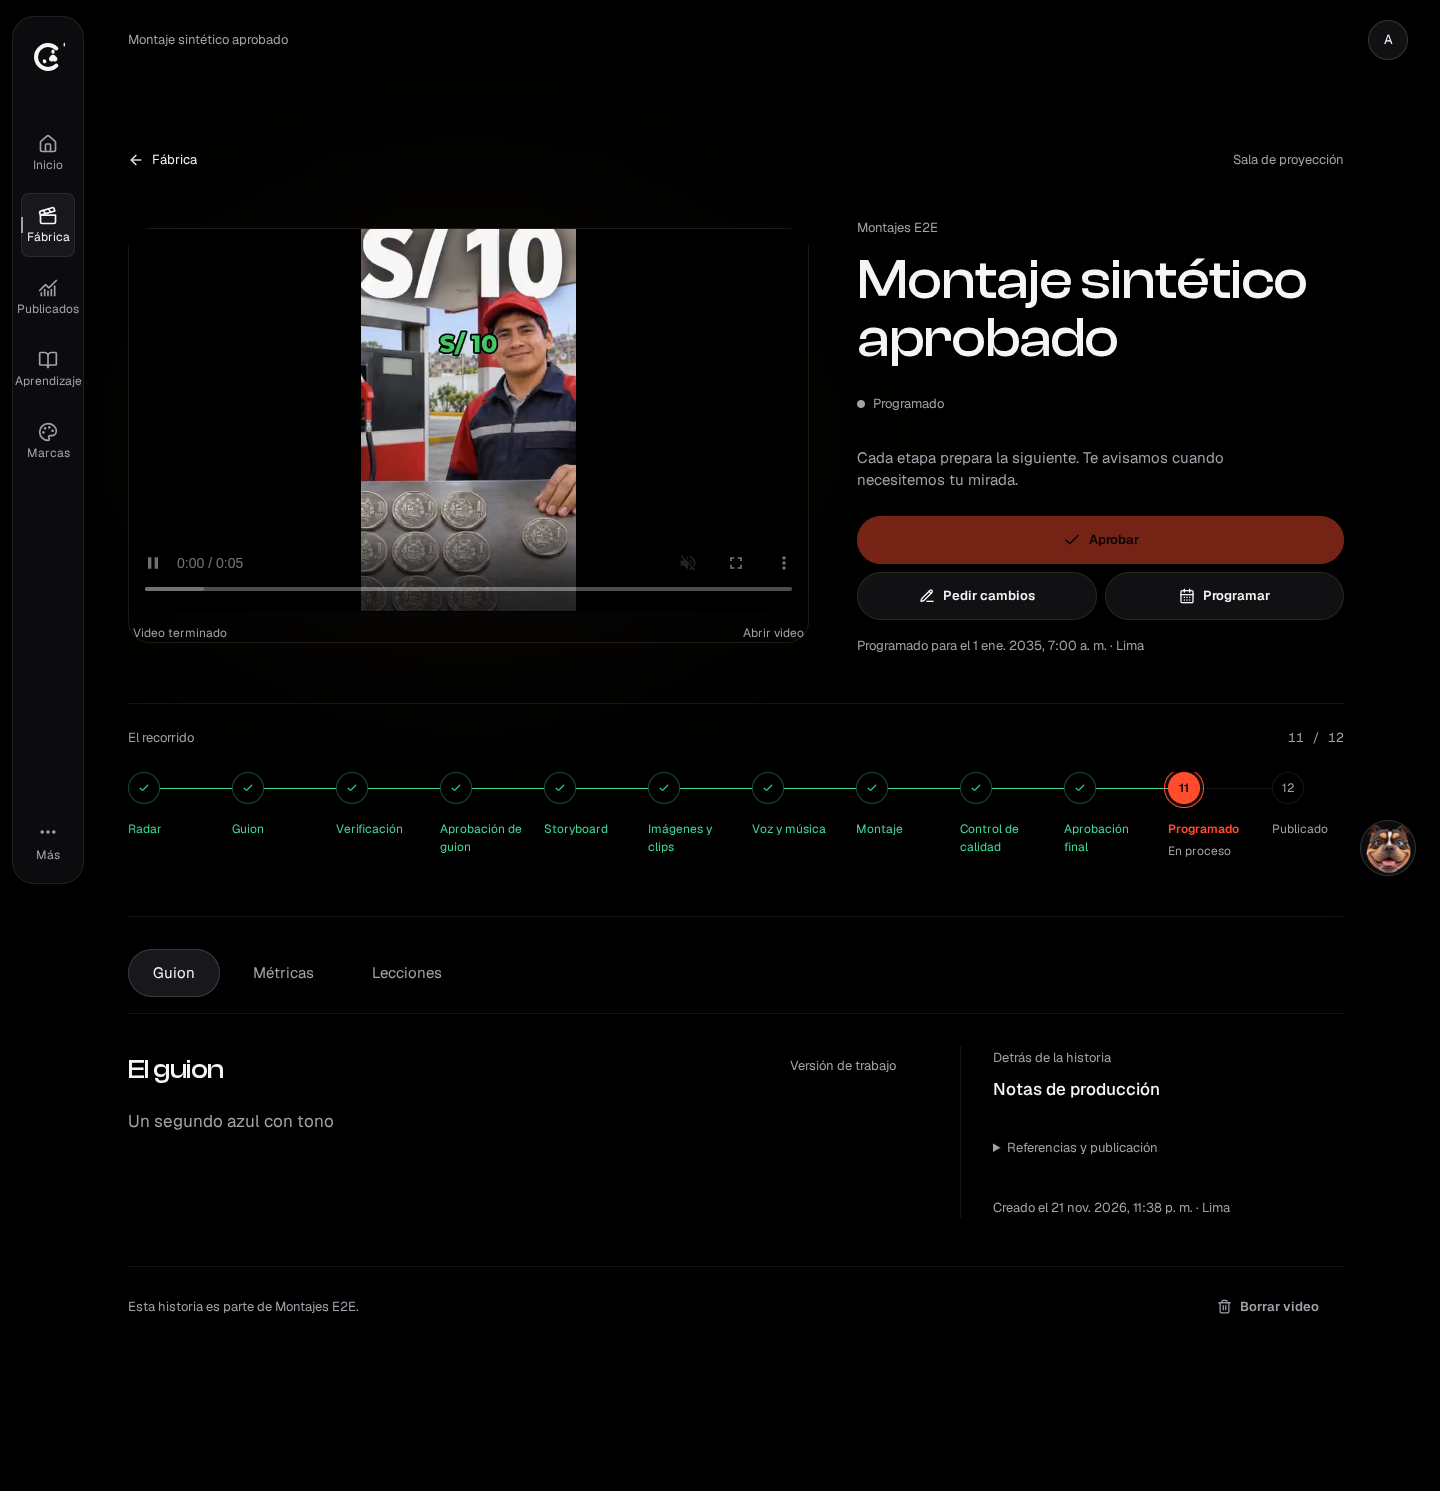 Montaje sintético aprobado
A
Inicio
Fábrica
Publicados
Aprendizaje
Marcas
Más
Fábrica
Sala de proyección
S/ 10
S/ 10
0:00 / 0:05
Video terminado
Abrir video
Montajes E2E
Montaje sintético
aprobado
Programado
Cada etapa prepara la siguiente. Te avisamos cuando
necesitemos tu mirada.
Aprobar
Pedir cambios
Programar
Programado para el 1 ene. 2035, 7:00 a. m. · Lima
El recorrido
11 / 12
11
12
Radar
Guion
Verificación
Aprobación de
guion
Storyboard
Imágenes y
clips
Voz y música
Montaje
Control de
calidad
Aprobación
final
Programado
En proceso
Publicado
Guion
Métricas
Lecciones
El guion
Versión de trabajo
Un segundo azul con tono
Detrás de la historia
Notas de producción
Referencias y publicación
Creado el 21 nov. 2026, 11:38 p. m. · Lima
Esta historia es parte de Montajes E2E.
Borrar video